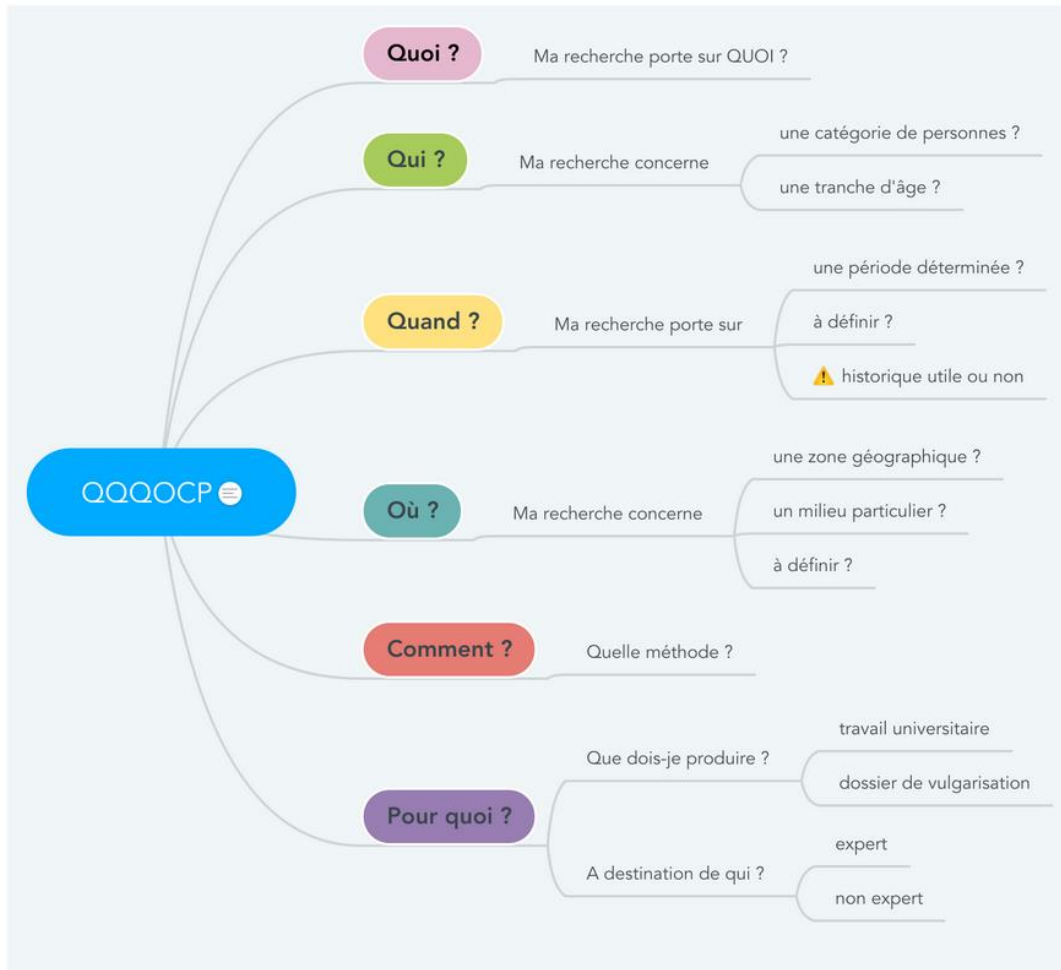 Quoi ?
Ma recherche porte sur QUOI ?
Qui ?
Ma recherche concerne
une catégorie de personnes ?
une tranche d'âge ?
Quand ?
Ma recherche porte sur
une période déterminée ?
à définir ?
historique utile ou non
QQQOCP
Où ?
Ma recherche concerne
une zone géographique ?
un milieu particulier ?
à définir ?
Comment ?
Quelle méthode ?
Pour quoi ?
Que dois-je produire ?
travail universitaire
dossier de vulgarisation
A destination de qui ?
expert
non expert